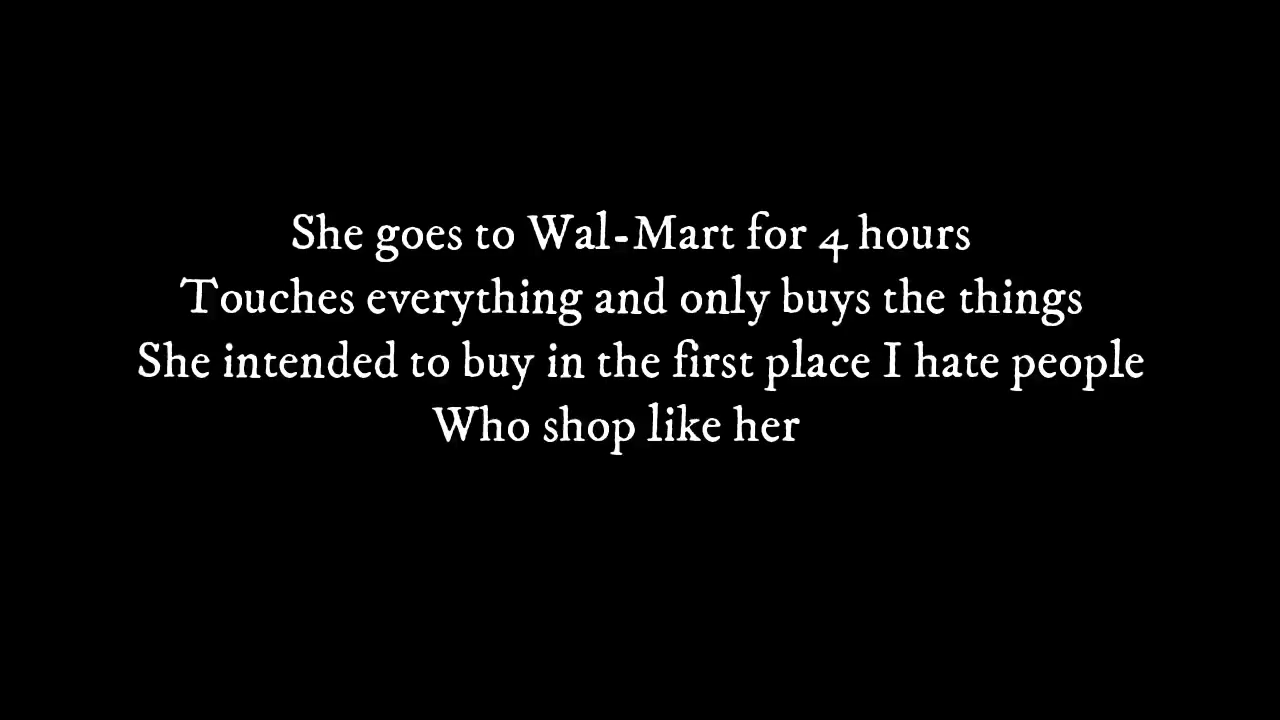 She goes to Wal-Mart for 4 hours
Touches everything and only buys the things
She intended to buy in the first place I hate people
Who shop like her